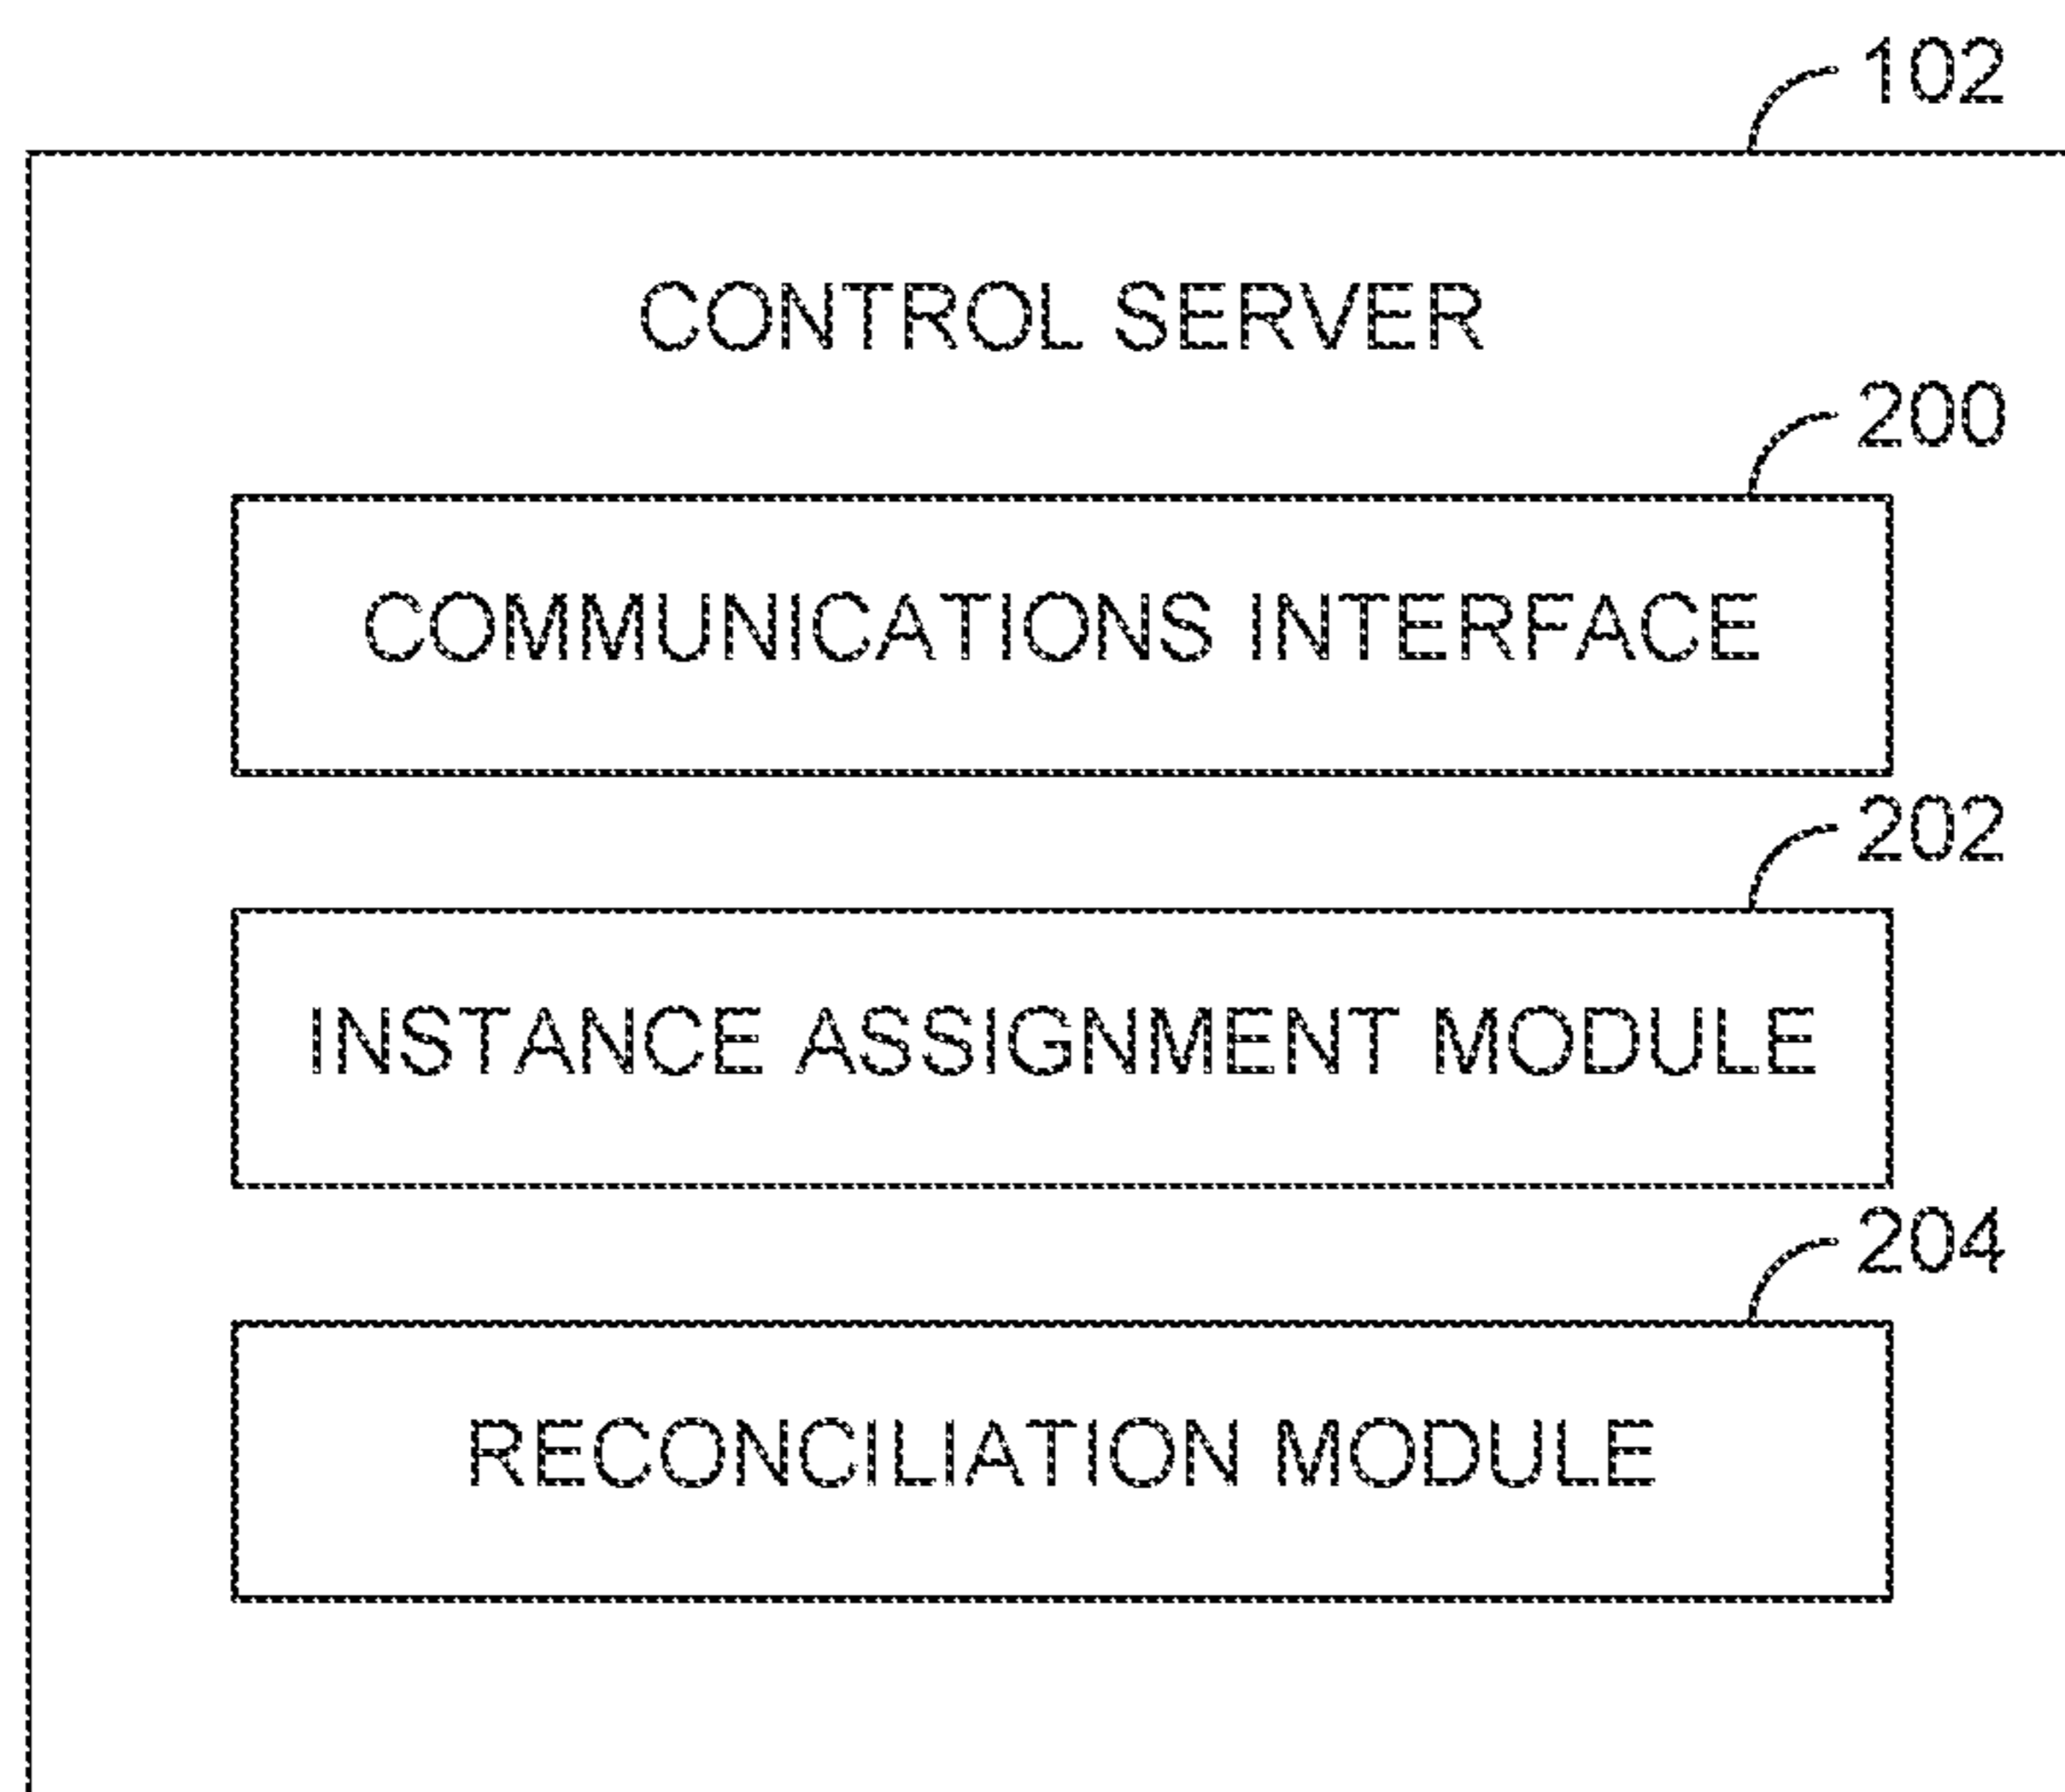 102
CONTROL SERVER
200
COMMUNICATIONS INTERFACE
202
INSTANCE ASSIGNMENT MODULE
204
RECONCILIATION MODULE